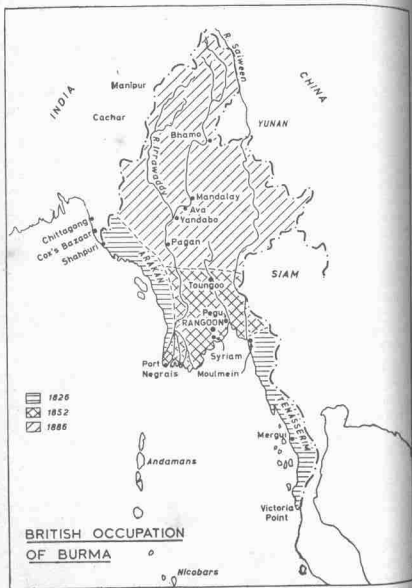 INDIA
Manipur
Cachar
R. Salween
CHINA
YUNAN
Bhamo
R. Irrawaddy
Mandalay
Ava
Yandabo
Chittagong
Cox's Bazaar
Shahpuri
Pagan
ARAKAN
SIAM
Toungoo
Pegu
RANGOON
Syriam
Port
Negrais
Moulmein
1826
1852
1886
TENASSERIM
Mergui
Andamans
Victoria
Point
BRITISH OCCUPATION
OF BURMA
Nicobars